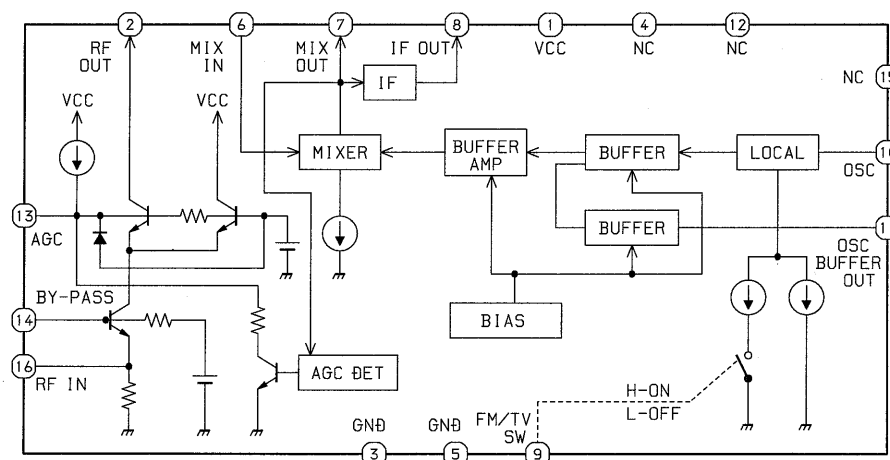 2 6 7 8 1 4 12
RF OUT
MIX IN
MIX OUT
IF OUT
VCC
NC
NC
NC
IF
VCC
VCC
MIXER
BUFFER AMP
BUFFER
LOCAL
OSC
13
AGC
BUFFER
OSC BUFFER OUT
BY-PASS
14
BIAS
16
RF IN
AGC DET
H-ON
L-OFF
GND
GND
FM/TV SW
3 5 9